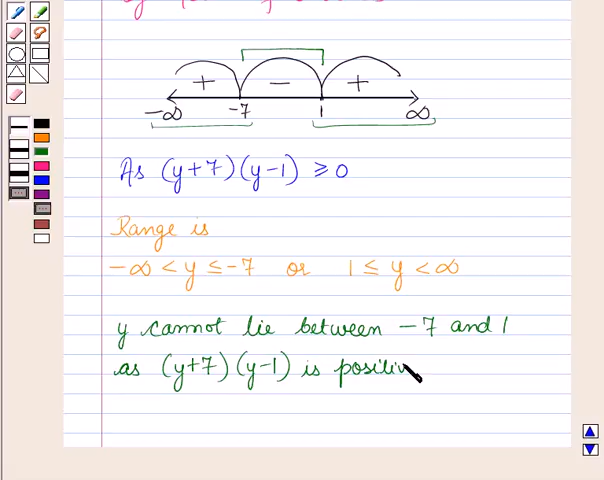 + − +
−∞ −7 1 ∞
As (y+7)(y−1) ≥ 0
Range is
−∞ < y ≤ −7 or 1 ≤ y < ∞
y cannot lie between −7 and 1
as (y+7)(y−1) is positiv